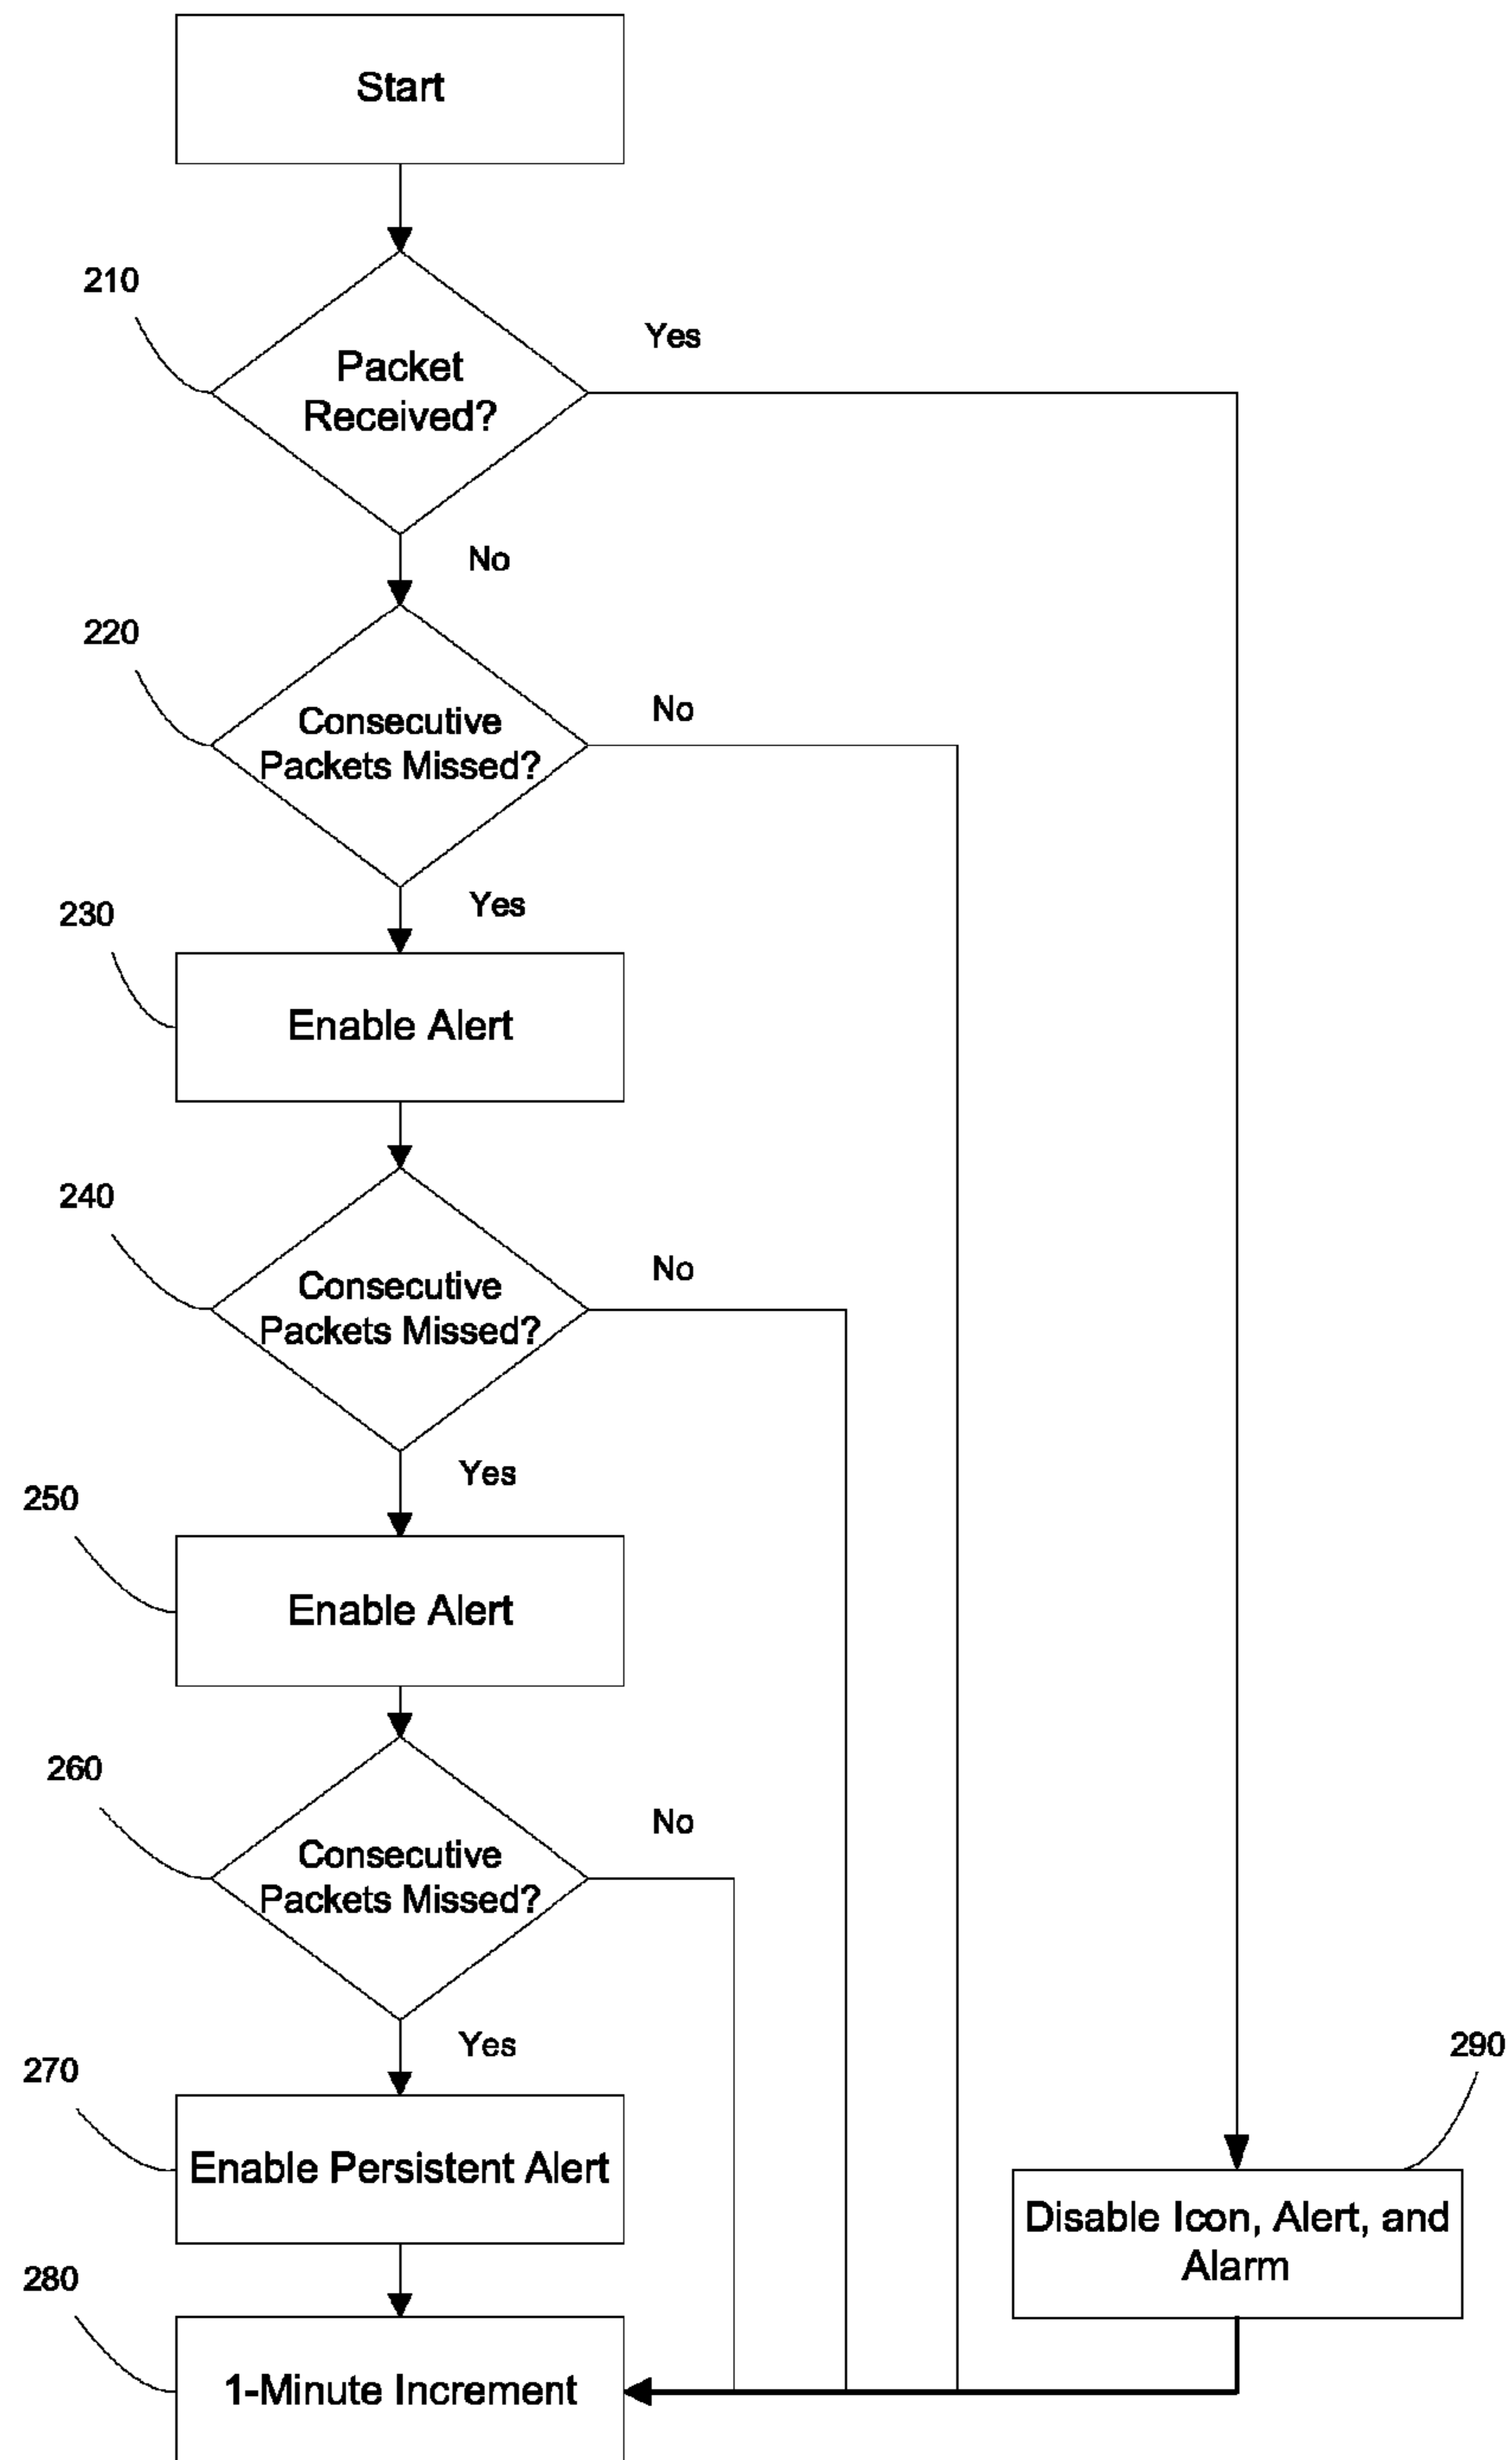 Start
210
Packet
Received?
Yes
No
220
Consecutive
Packets Missed?
No
Yes
230
Enable Alert
240
Consecutive
Packets Missed?
No
Yes
250
Enable Alert
260
Consecutive
Packets Missed?
No
Yes
270
Enable Persistent Alert
290
Disable Icon, Alert, and
Alarm
280
1-Minute Increment